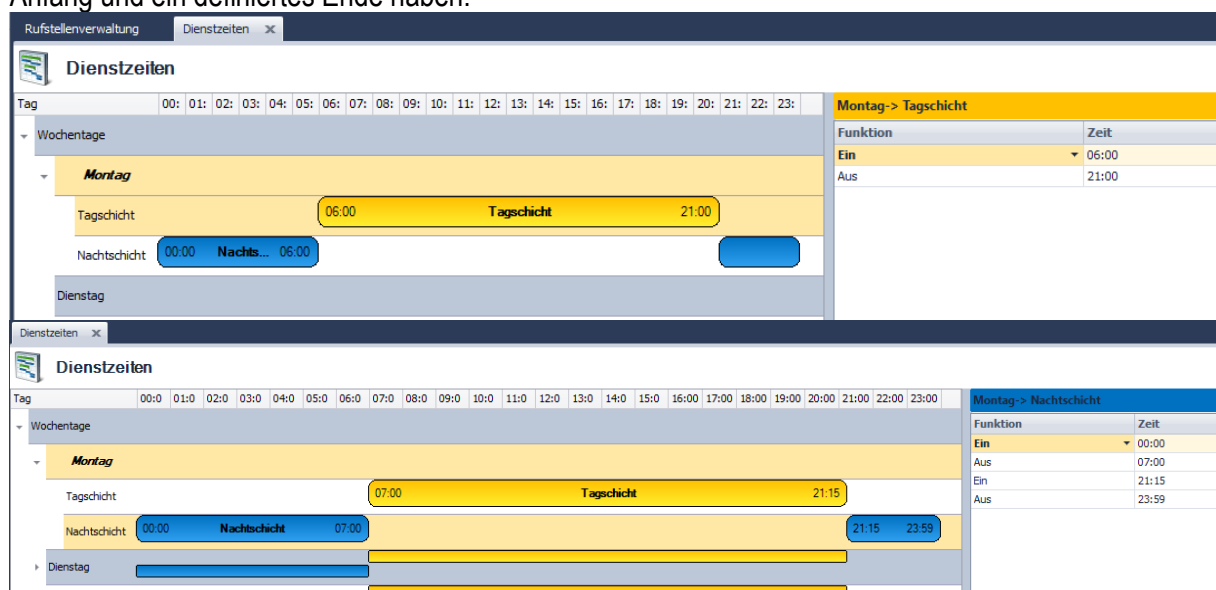 Anfang und ein definiertes Ende haben.
Rufstellenverwaltung Dienstzeiten x
Dienstzeiten
Tag 00: 01: 02: 03: 04: 05: 06: 07: 08: 09: 10: 11: 12: 13: 14: 15: 16: 17: 18: 19: 20: 21: 22: 23: Montag-> Tagschicht
Funktion Zeit
Wochentage
Ein 06:00
Montag Aus 21:00
Tagschicht 06:00 Tagschicht 21:00
Nachtschicht 00:00 Nachts... 06:00
Dienstag
Dienstzeiten x
Dienstzeiten
Tag 00:0 01:0 02:0 03:0 04:0 05:0 06:0 07:0 08:0 09:0 10:0 11:0 12:0 13:0 14:0 15:0 16:00 17:00 18:00 19:00 20:00 21:00 22:00 23:00 Montag-> Nachtschicht
Wochentage Funktion Zeit
Ein 00:00
Montag Aus 07:00
Ein 21:15
Tagschicht 07:00 Tagschicht 21:15 Aus 23:59
Nachtschicht 00:00 Nachtschicht 07:00 21:15 23:59
Dienstag